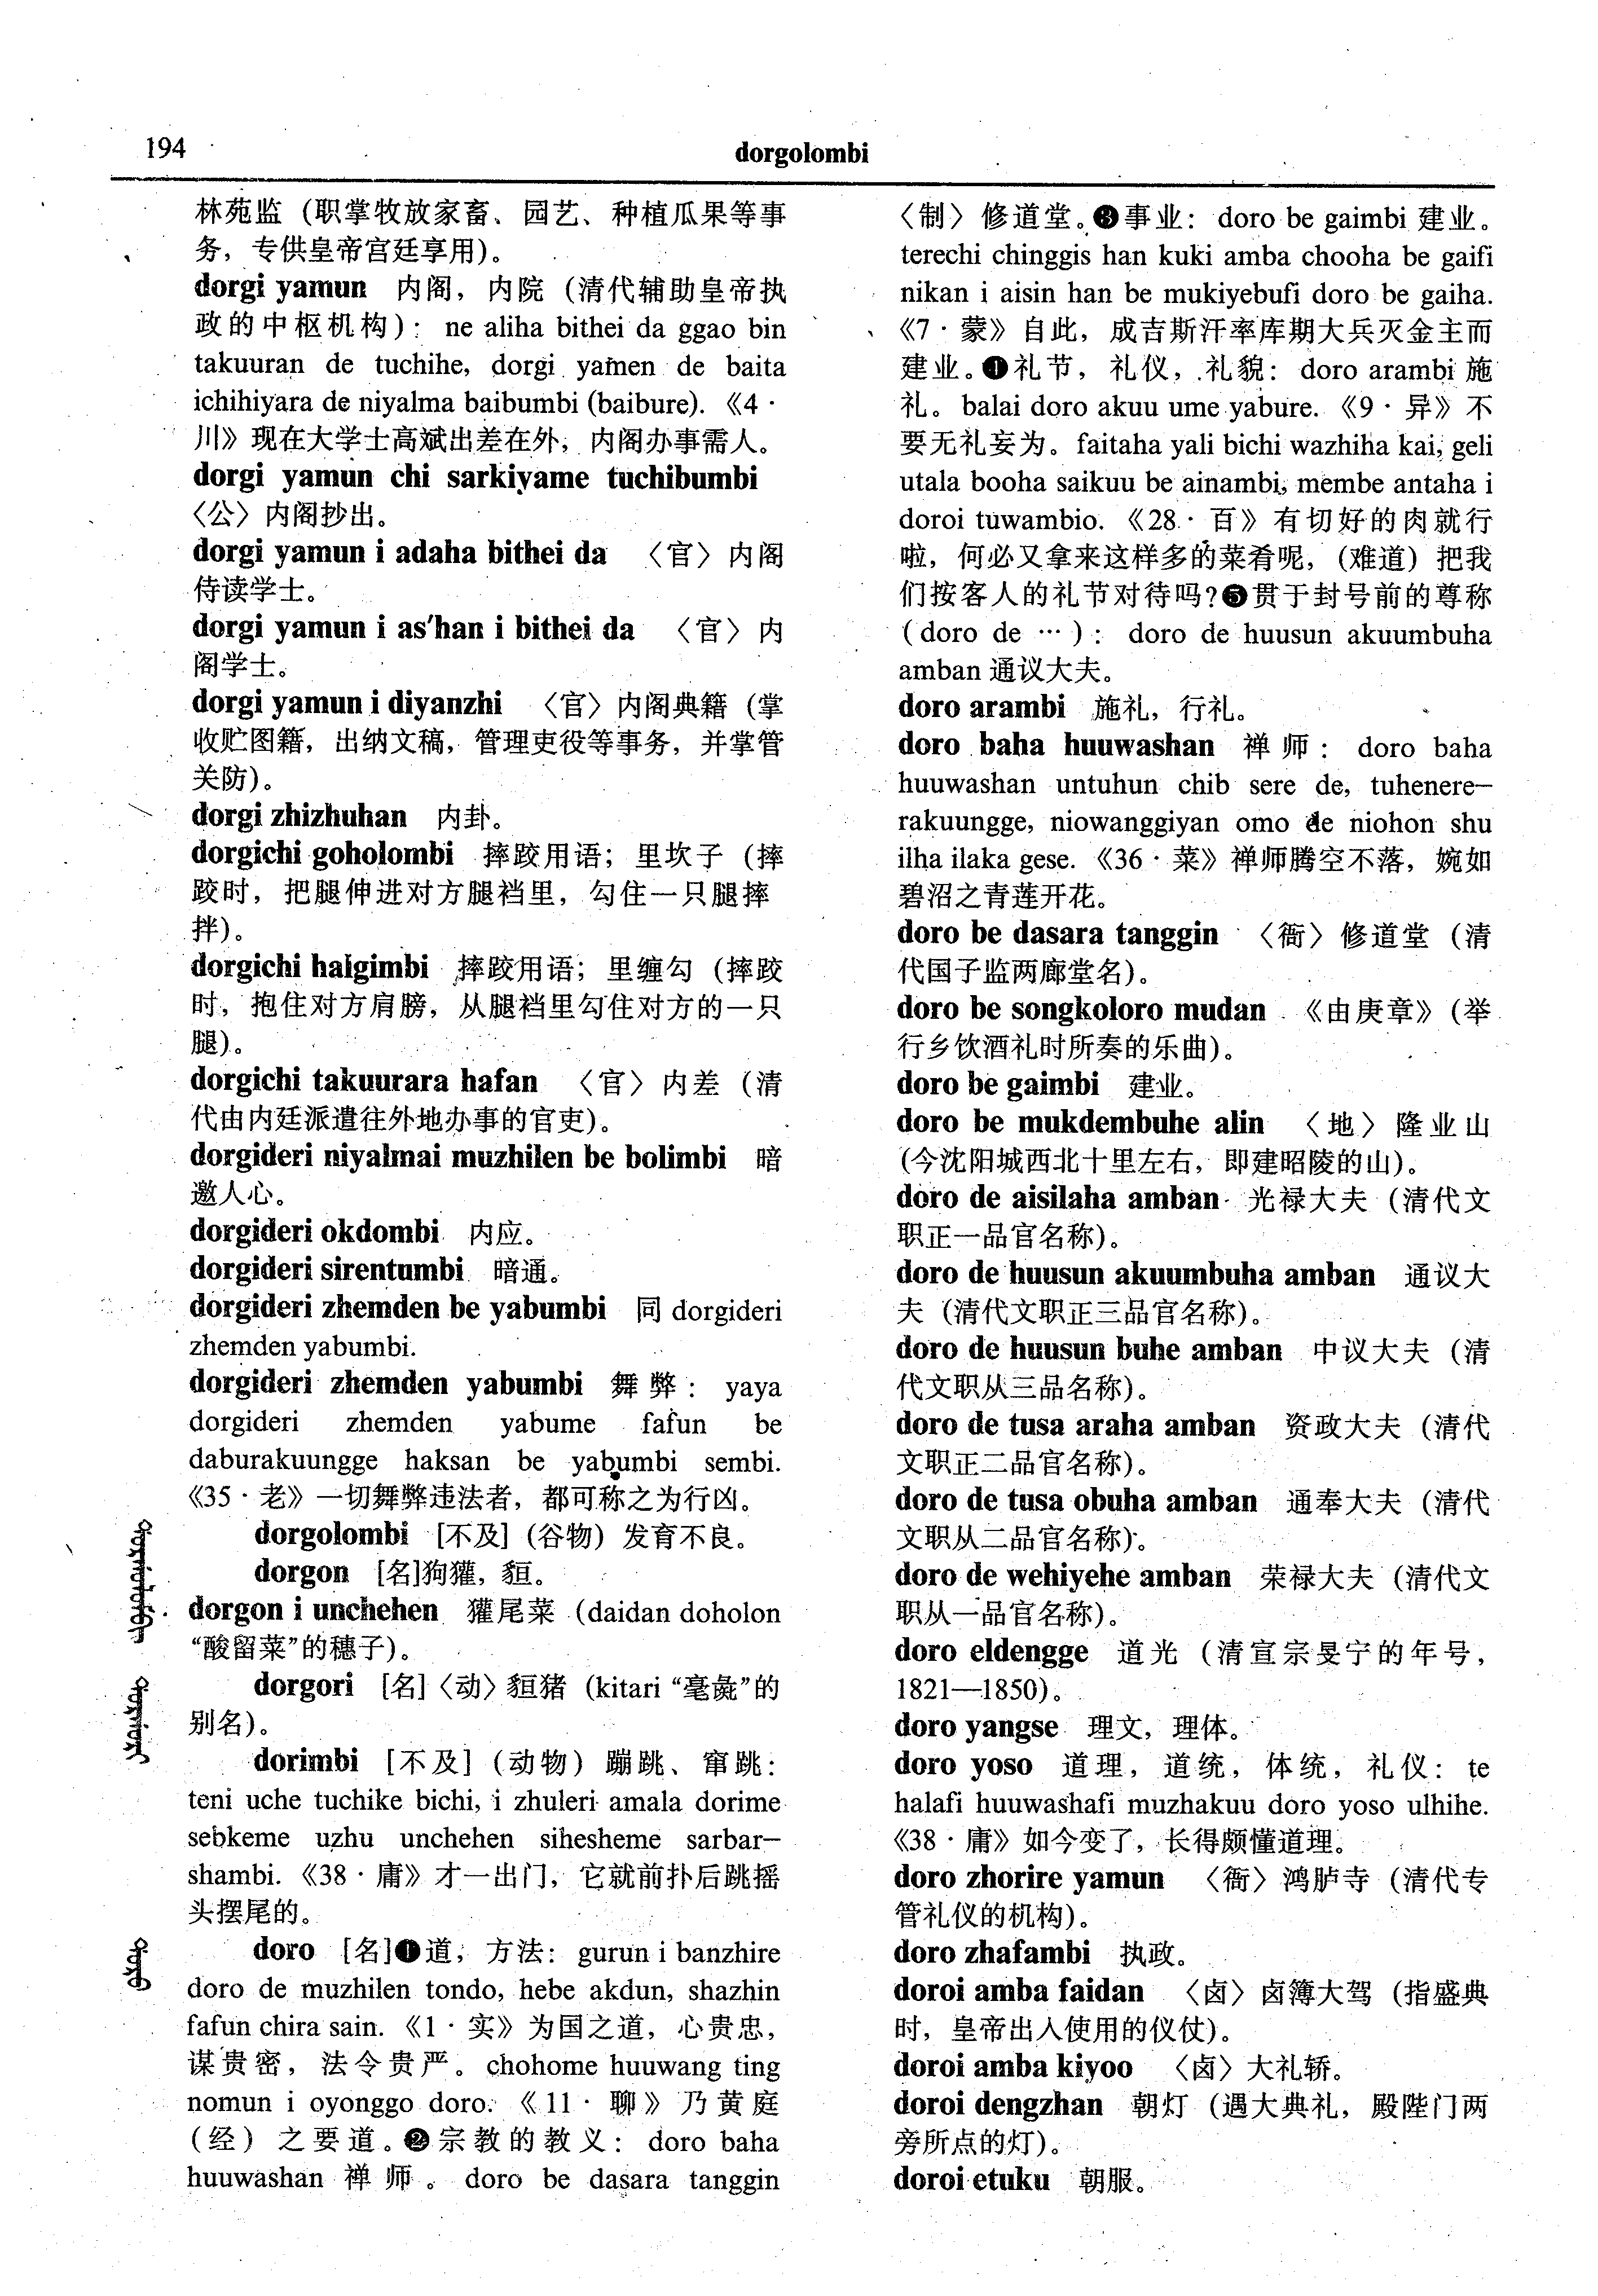 194
dorgolombi
林苑监（职掌牧放家畜、园艺、种植瓜果等事
务，专供皇帝宫廷享用）。
dorgi yamun 内阁，内院（清代辅助皇帝执
政的中枢机构）：ne aliha bithei da ggao bin
takuuran de tuchihe, dorgi yamen de baita
ichihiyara de niyalma baibumbi (baibure).《4·
川》现在大学士高斌出差在外，内阁办事需人。
dorgi yamun chi sarkiyame tuchibumbi
〈公〉内阁抄出。
dorgi yamun i adaha bithei da 〈官〉内阁
侍读学士。
dorgi yamun i as'han i bithei da 〈官〉内
阁学士。
dorgi yamun i diyanzhi 〈官〉内阁典籍（掌
收贮图籍，出纳文稿，管理吏役等事务，并掌管
关防）。
dorgi zhizhuhan 内卦。
dorgichi goholombi 摔跤用语；里坎子（摔
跤时，把腿伸进对方腿裆里，勾住一只腿摔
拌）。
dorgichi halgimbi 摔跤用语；里缠勾（摔跤
时，抱住对方肩膀，从腿裆里勾住对方的一只
腿）。
dorgichi takuurara hafan 〈官〉内差（清
代由内廷派遣往外地办事的官吏）。
dorgideri niyalmai muzhilen be bolimbi 暗
邀人心。
dorgideri okdombi 内应。
dorgideri sirentumbi 暗通。
dorgideri zhemden be yabumbi 同 dorgideri
zhemden yabumbi.
dorgideri zhemden yabumbi 舞弊：yaya
dorgideri zhemden yabume fafun be
daburakuungge haksan be yabumbi sembi.
《35·老》一切舞弊违法者，都可称之为行凶。
dorgolombi [不及]（谷物）发育不良。
dorgon [名]狗獾，貆。
dorgon i unchehen 獾尾菜（daidan doholon
“酸留菜”的穗子）。
dorgori [名]〈动〉貆猪（kitari “毫彘”的
别名）。
dorimbi [不及]（动物）蹦跳、窜跳：
teni uche tuchike bichi, i zhuleri amala dorime
sebkeme uzhu unchehen sihesheme sarbar—
shambi.《38·庸》才一出门，它就前扑后跳摇
头摆尾的。
doro [名]❶道，方法：gurun i banzhire
doro de muzhilen tondo, hebe akdun, shazhin
fafun chira sain.《1·实》为国之道，心贵忠，
谋贵密，法令贵严。chohome huuwang ting
nomun i oyonggo doro.《11·聊》乃黄庭
（经）之要道。❷宗教的教义：doro baha
huuwashan 禅师。doro be dasara tanggin
〈制〉修道堂。❸事业：doro be gaimbi 建业。
terechi chinggis han kuki amba chooha be gaifi
nikan i aisin han be mukiyebufi doro be gaiha.
《7·蒙》自此，成吉斯汗率库期大兵灭金主而
建业。❶礼节，礼仪，礼貌：doro arambi 施
礼。balai doro akuu ume yabure.《9·异》不
要无礼妄为。faitaha yali bichi wazhiha kai, geli
utala booha saikuu be ainambi, membe antaha i
doroi tuwambio.《28·百》有切好的肉就行
啦，何必又拿来这样多的菜肴呢，（难道）把我
们按客人的礼节对待吗?❺贯于封号前的尊称
（doro de …）：doro de huusun akuumbuha
amban 通议大夫。
doro arambi 施礼，行礼。
doro baha huuwashan 禅师：doro baha
huuwashan untuhun chib sere de, tuhenere—
rakuungge, niowanggiyan omo de niohon shu
ilha ilaka gese.《36·菜》禅师腾空不落，婉如
碧沼之青莲开花。
doro be dasara tanggin 〈衙〉修道堂（清
代国子监两廊堂名）。
doro be songkoloro mudan 《由庚章》（举
行乡饮酒礼时所奏的乐曲）。
doro be gaimbi 建业。
doro be mukdembuhe alin 〈地〉隆业山
（今沈阳城西北十里左右，即建昭陵的山）。
doro de aisilaha amban 光禄大夫（清代文
职正一品官名称）。
doro de huusun akuumbuha amban 通议大
夫（清代文职正三品官名称）。
doro de huusun buhe amban 中议大夫（清
代文职从三品名称）。
doro de tusa araha amban 资政大夫（清代
文职正二品官名称）。
doro de tusa obuha amban 通奉大夫（清代
文职从二品官名称）。
doro de wehiyehe amban 荣禄大夫（清代文
职从一品官名称）。
doro eldengge 道光（清宣宗旻宁的年号，
1821—1850）。
doro yangse 理文，理体。
doro yoso 道理，道统，体统，礼仪：te
halafi huuwashafi muzhakuu doro yoso ulhihe.
《38·庸》如今变了，长得颇懂道理。
doro zhorire yamun 〈衙〉鸿胪寺（清代专
管礼仪的机构）。
doro zhafambi 执政。
doroi amba faidan 〈卤〉卤簿大驾（指盛典
时，皇帝出入使用的仪仗）。
doroi amba kiyoo 〈卤〉大礼轿。
doroi dengzhan 朝灯（遇大典礼，殿陛门两
旁所点的灯）。
doroi etuku 朝服。